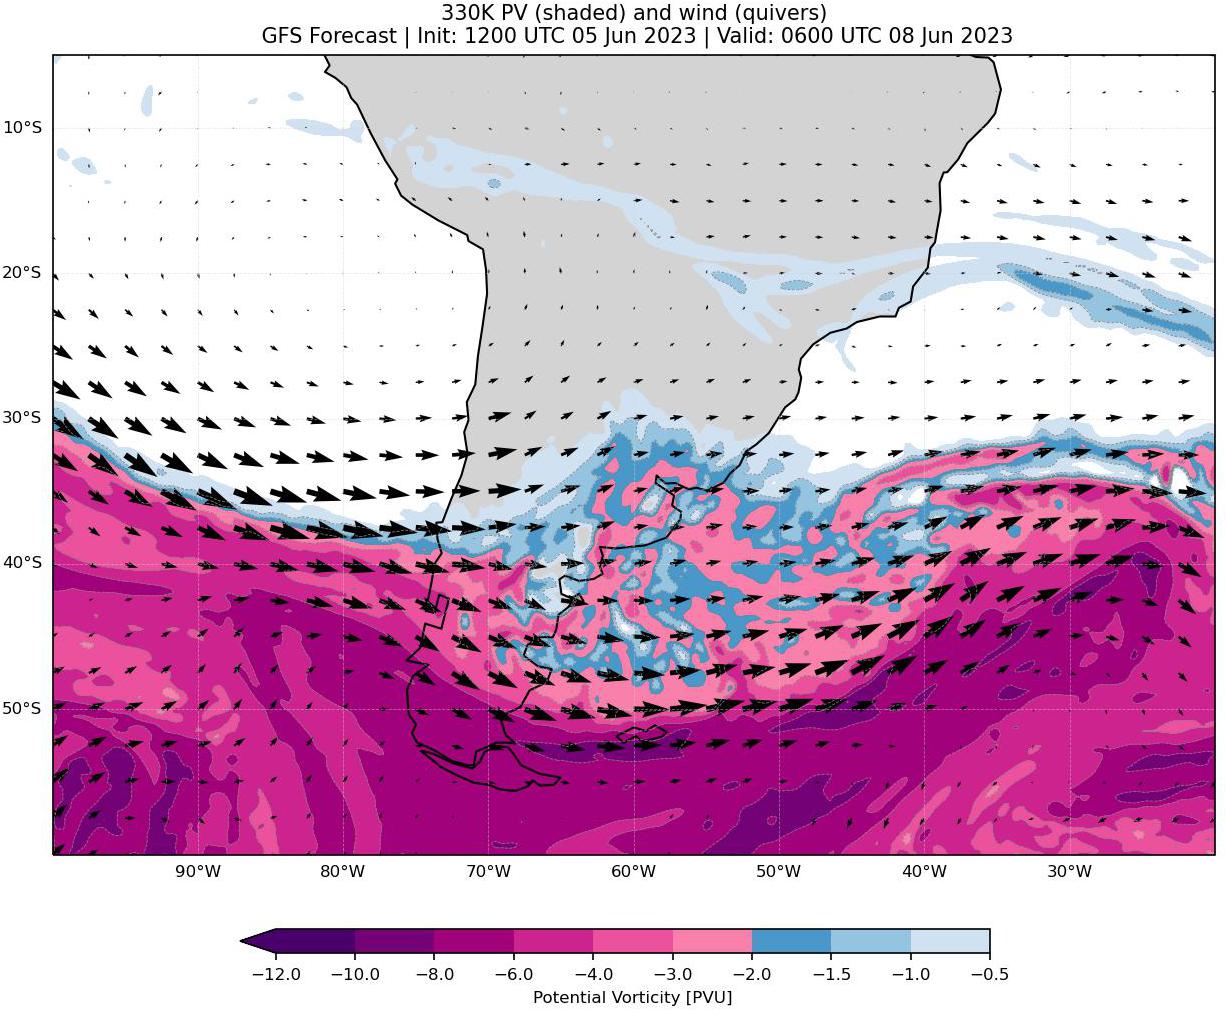 330K PV (shaded) and wind (quivers)
GFS Forecast | Init: 1200 UTC 05 Jun 2023 | Valid: 0600 UTC 08 Jun 2023
10°S
20°S
30°S
40°S
50°S
90°W 80°W 70°W 60°W 50°W 40°W 30°W
−12.0 −10.0 −8.0 −6.0 −4.0 −3.0 −2.0 −1.5 −1.0 −0.5
Potential Vorticity [PVU]